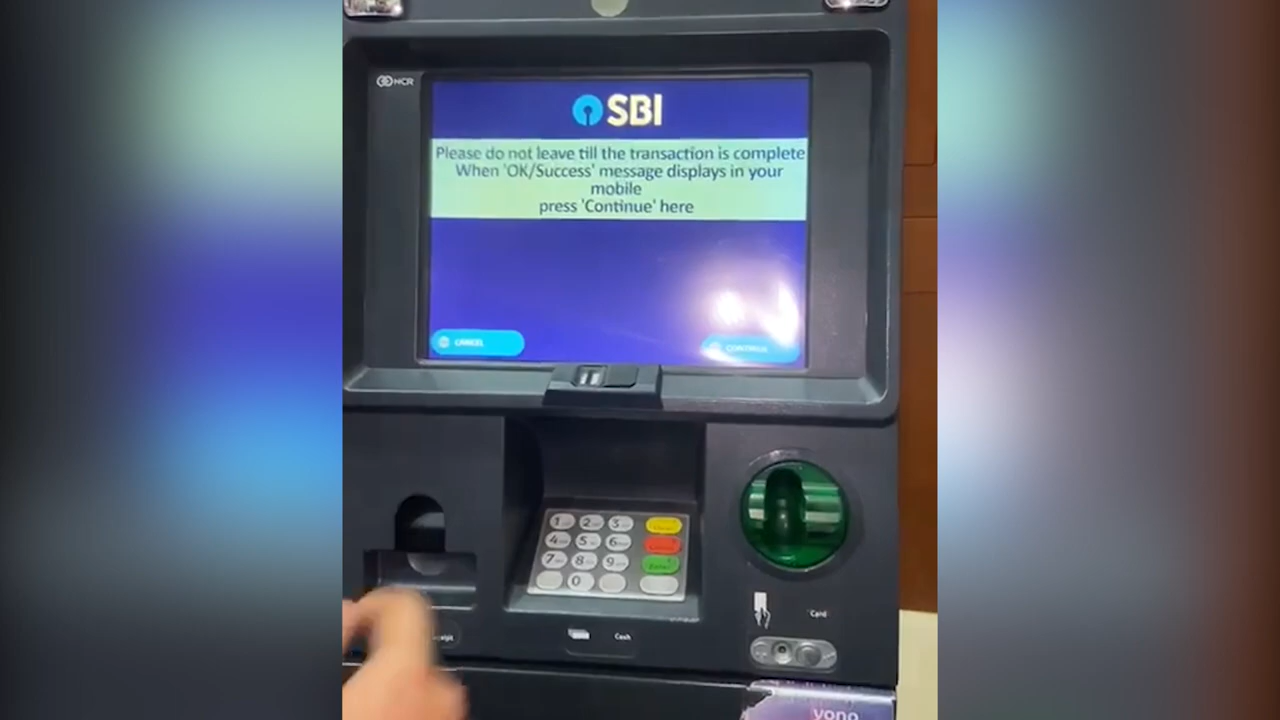 NCR
SBI
Please do not leave till the transaction is complete
When 'OK/Success' message displays in your
mobile
press 'Continue' here
CANCEL
CONTINUE
1 2 3
4 5 6
7 8 9
0
Card
Cash
yono